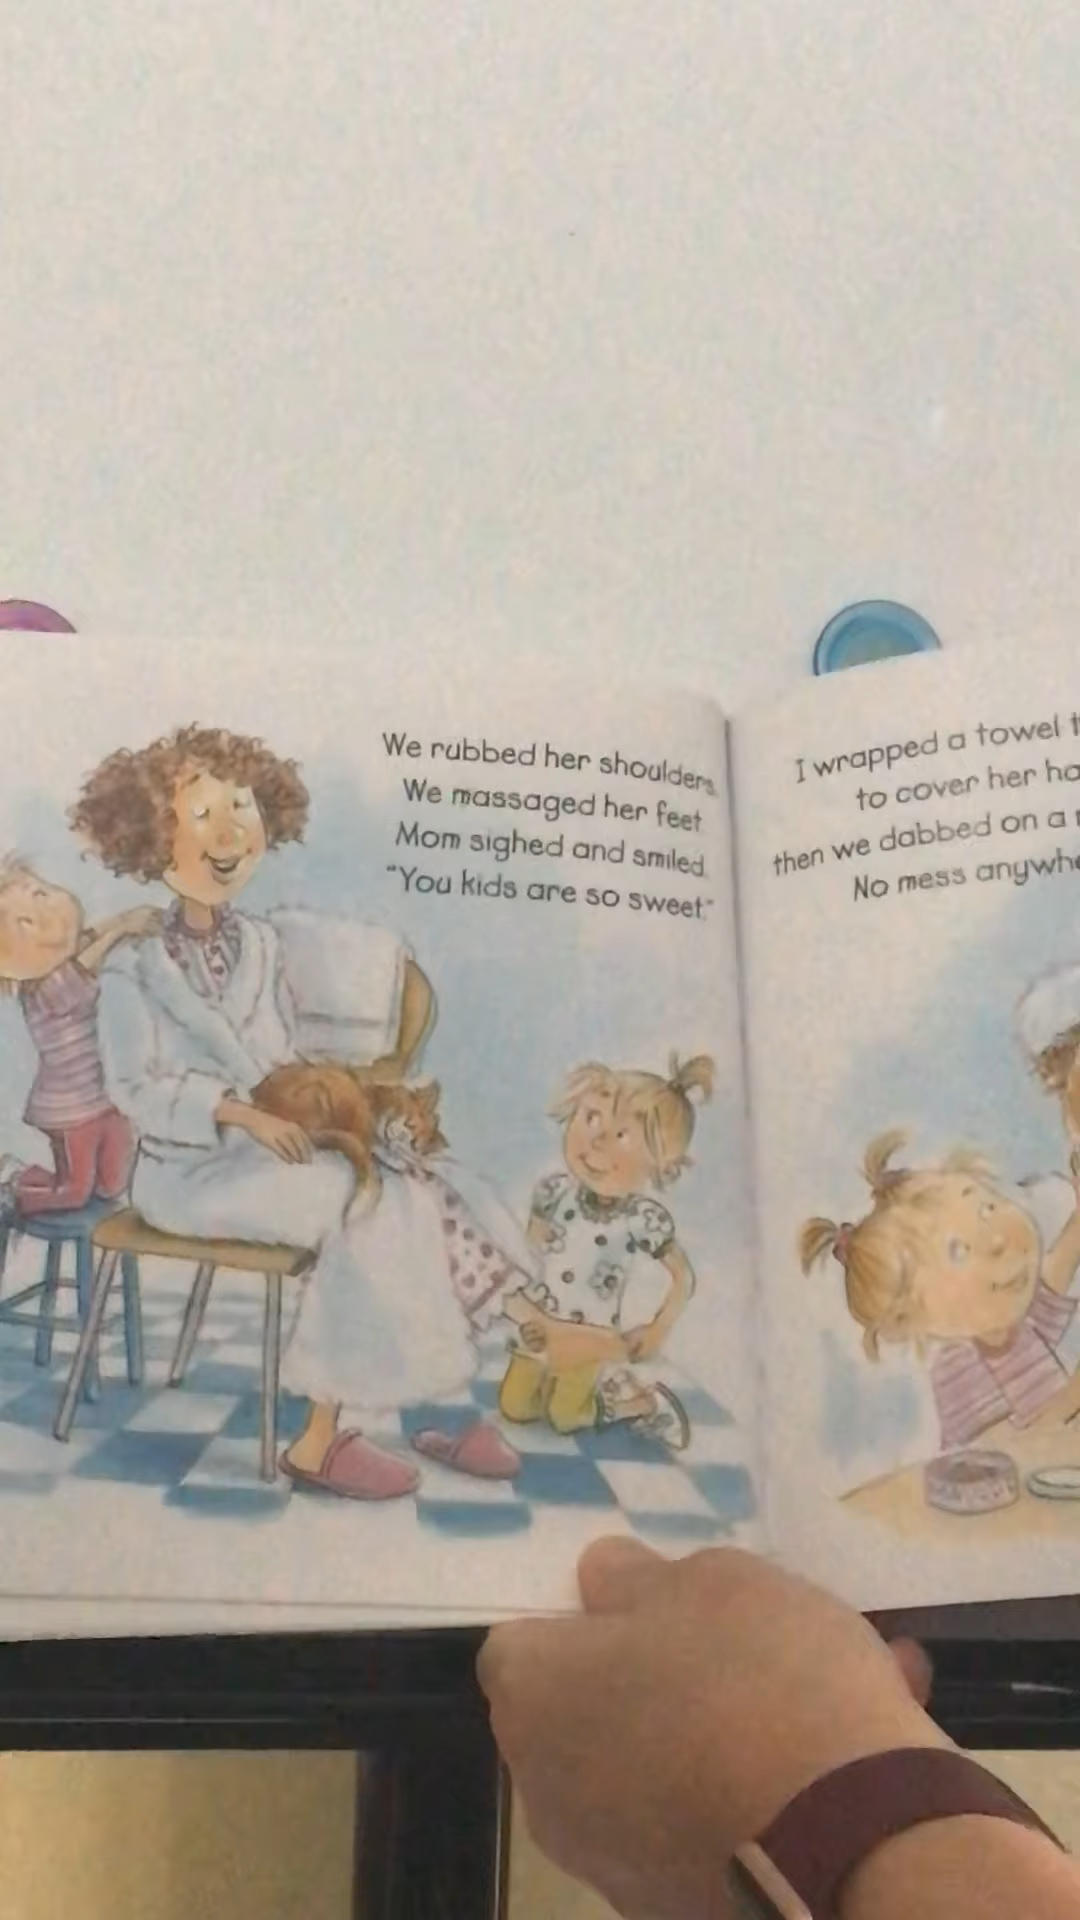 We rubbed her shoulders.
We massaged her feet.
Mom sighed and smiled.
"You kids are so sweet."
I wrapped a towel
to cover her
then we dabbed on a
No mess